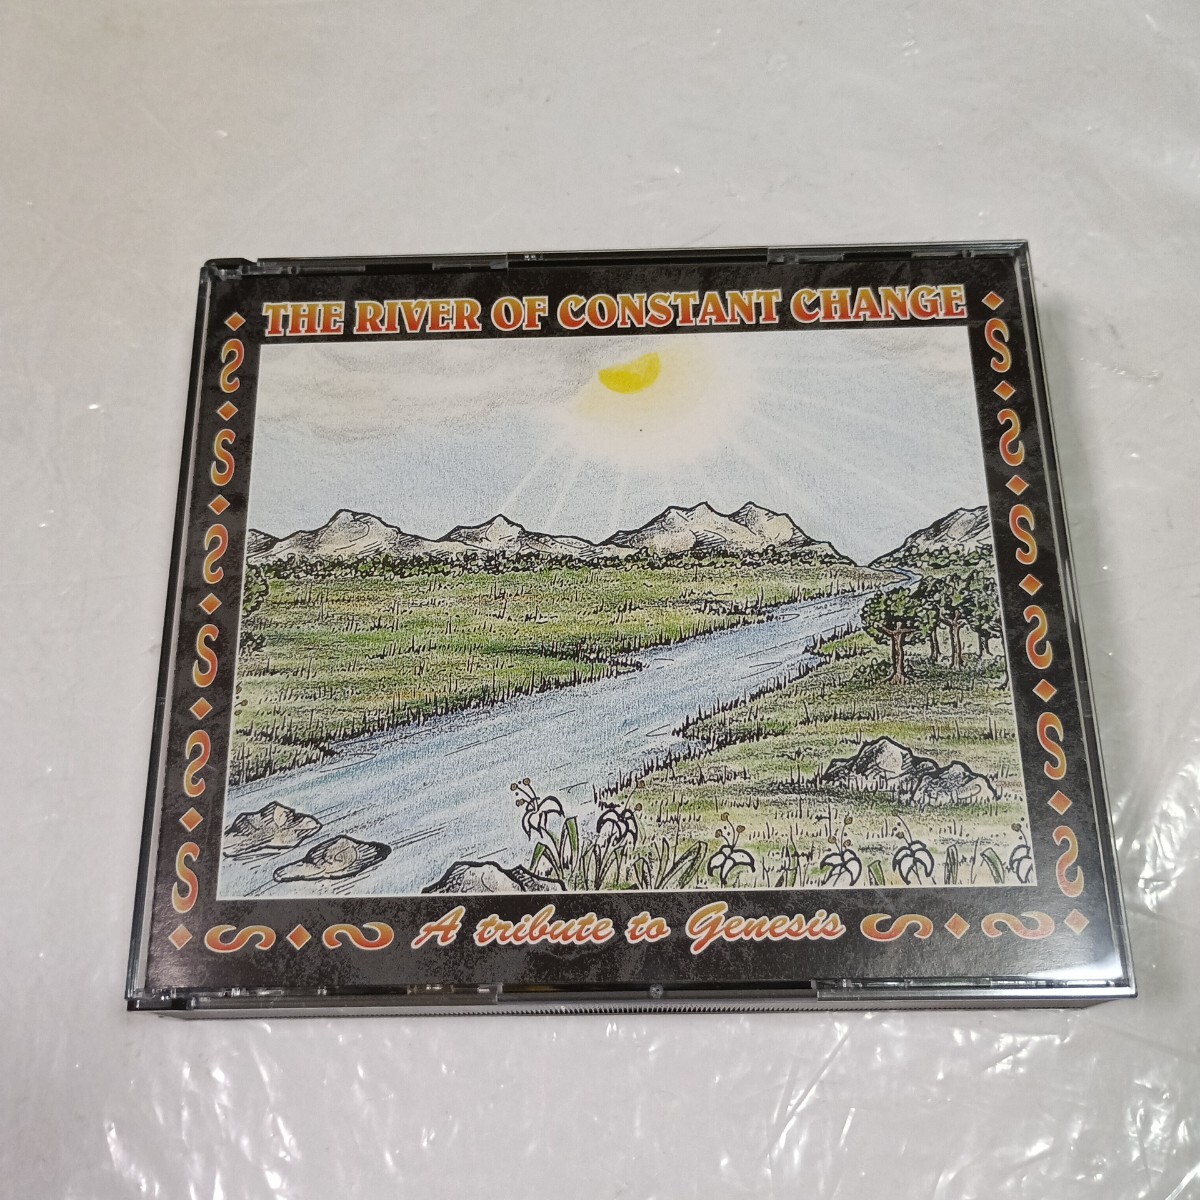 THE RIVER OF CONSTANT CHANGE
A tribute to Genesis